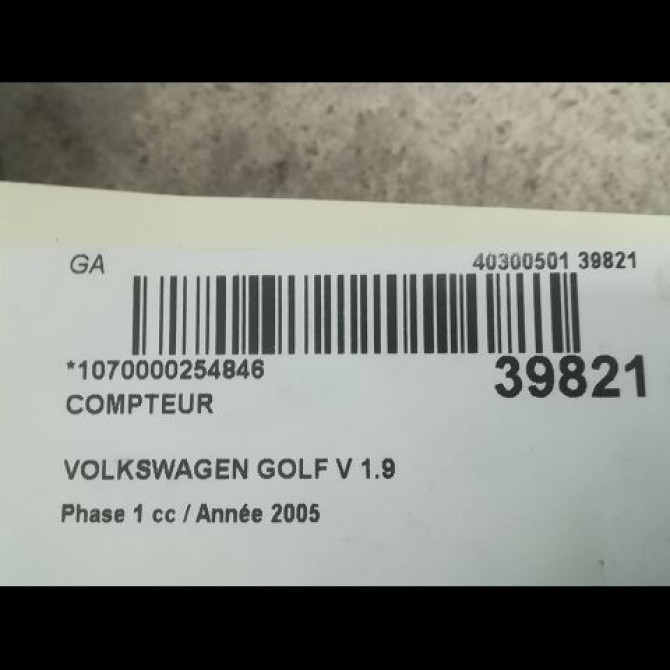 GA 40300501 39821
*1070000254846 39821
COMPTEUR
VOLKSWAGEN GOLF V 1.9
Phase 1 cc / Année 2005